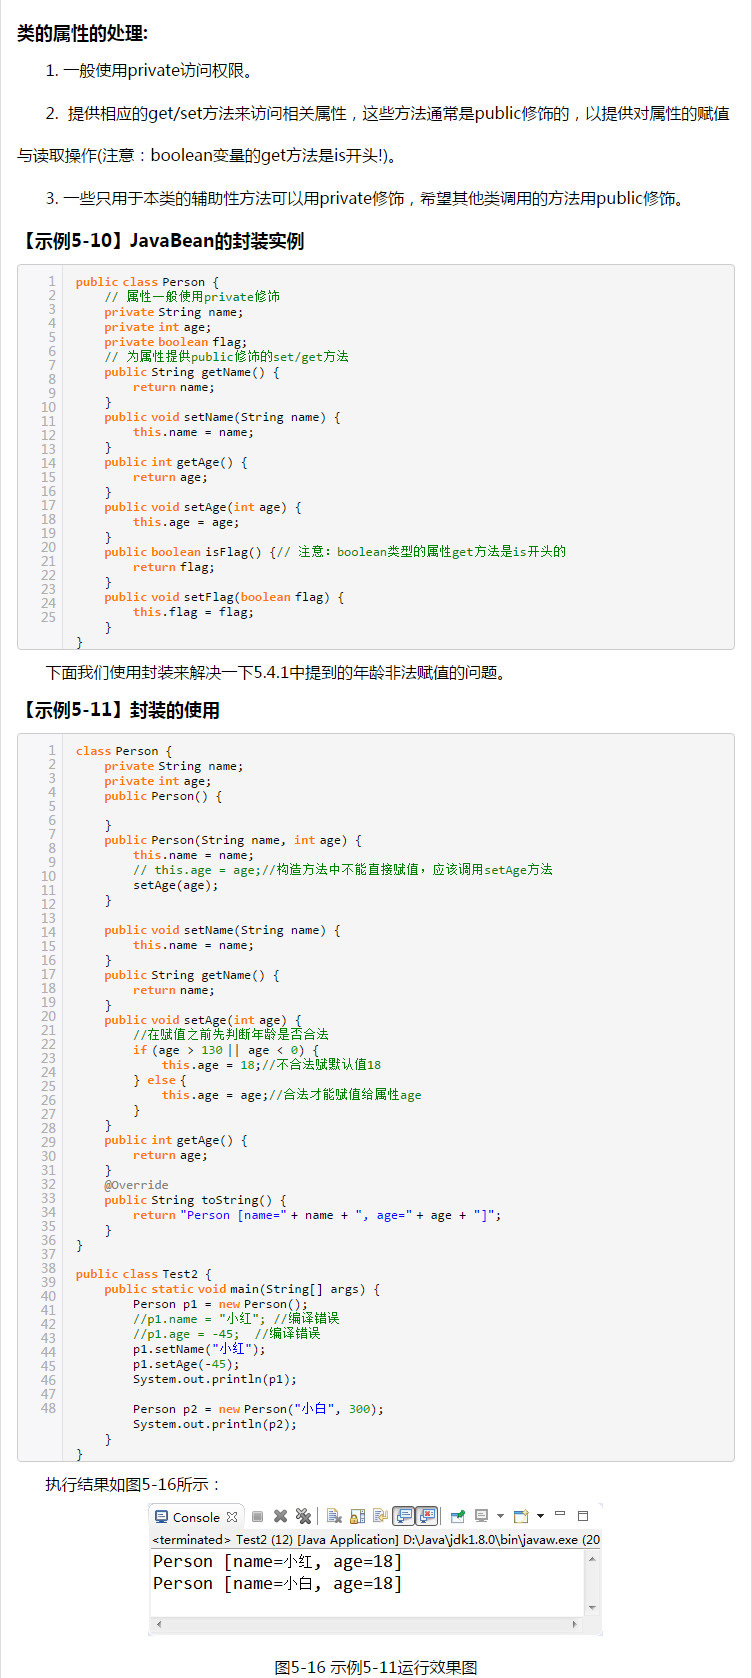 类的属性的处理:
1. 一般使用private访问权限。
2. 提供相应的get/set方法来访问相关属性，这些方法通常是public修饰的，以提供对属性的赋值
与读取操作(注意：boolean变量的get方法是is开头!)。
3. 一些只用于本类的辅助性方法可以用private修饰，希望其他类调用的方法用public修饰。
【示例5-10】JavaBean的封装实例
1 public class Person {
2     // 属性一般使用private修饰
3     private String name;
4     private int age;
5     private boolean flag;
6     // 为属性提供public修饰的set/get方法
7     public String getName() {
8         return name;
9     }
10     public void setName(String name) {
11         this.name = name;
12     }
13     public int getAge() {
14         return age;
15     }
16     public void setAge(int age) {
17         this.age = age;
18     }
19     public boolean isFlag() {// 注意：boolean类型的属性get方法是is开头的
20         return flag;
21     }
22     public void setFlag(boolean flag) {
23         this.flag = flag;
24     }
25 }
下面我们使用封装来解决一下5.4.1中提到的年龄非法赋值的问题。
【示例5-11】封装的使用
1 class Person {
2     private String name;
3     private int age;
4     public Person() {
5
6     }
7     public Person(String name, int age) {
8         this.name = name;
9         // this.age = age;//构造方法中不能直接赋值，应该调用setAge方法
10         setAge(age);
11     }
12
13     public void setName(String name) {
14         this.name = name;
15     }
16     public String getName() {
17         return name;
18     }
19     public void setAge(int age) {
20         //在赋值之前先判断年龄是否合法
21         if (age > 130 || age < 0) {
22             this.age = 18;//不合法赋默认值18
23         } else {
24             this.age = age;//合法才能赋值给属性age
25         }
26     }
27     public int getAge() {
28         return age;
29     }
30     @Override
31     public String toString() {
32         return "Person [name=" + name + ", age=" + age + "]";
33     }
34 }
35
36 public class Test2 {
37     public static void main(String[] args) {
38         Person p1 = new Person();
39         //p1.name = "小红"; //编译错误
40         //p1.age = -45;  //编译错误
41         p1.setName("小红");
42         p1.setAge(-45);
43         System.out.println(p1);
44
45         Person p2 = new Person("小白", 300);
46         System.out.println(p2);
47     }
48 }
执行结果如图5-16所示：
Console
<terminated> Test2 (12) [Java Application] D:\Java\jdk1.8.0\bin\javaw.exe (20
Person [name=小红, age=18]
Person [name=小白, age=18]
图5-16 示例5-11运行效果图